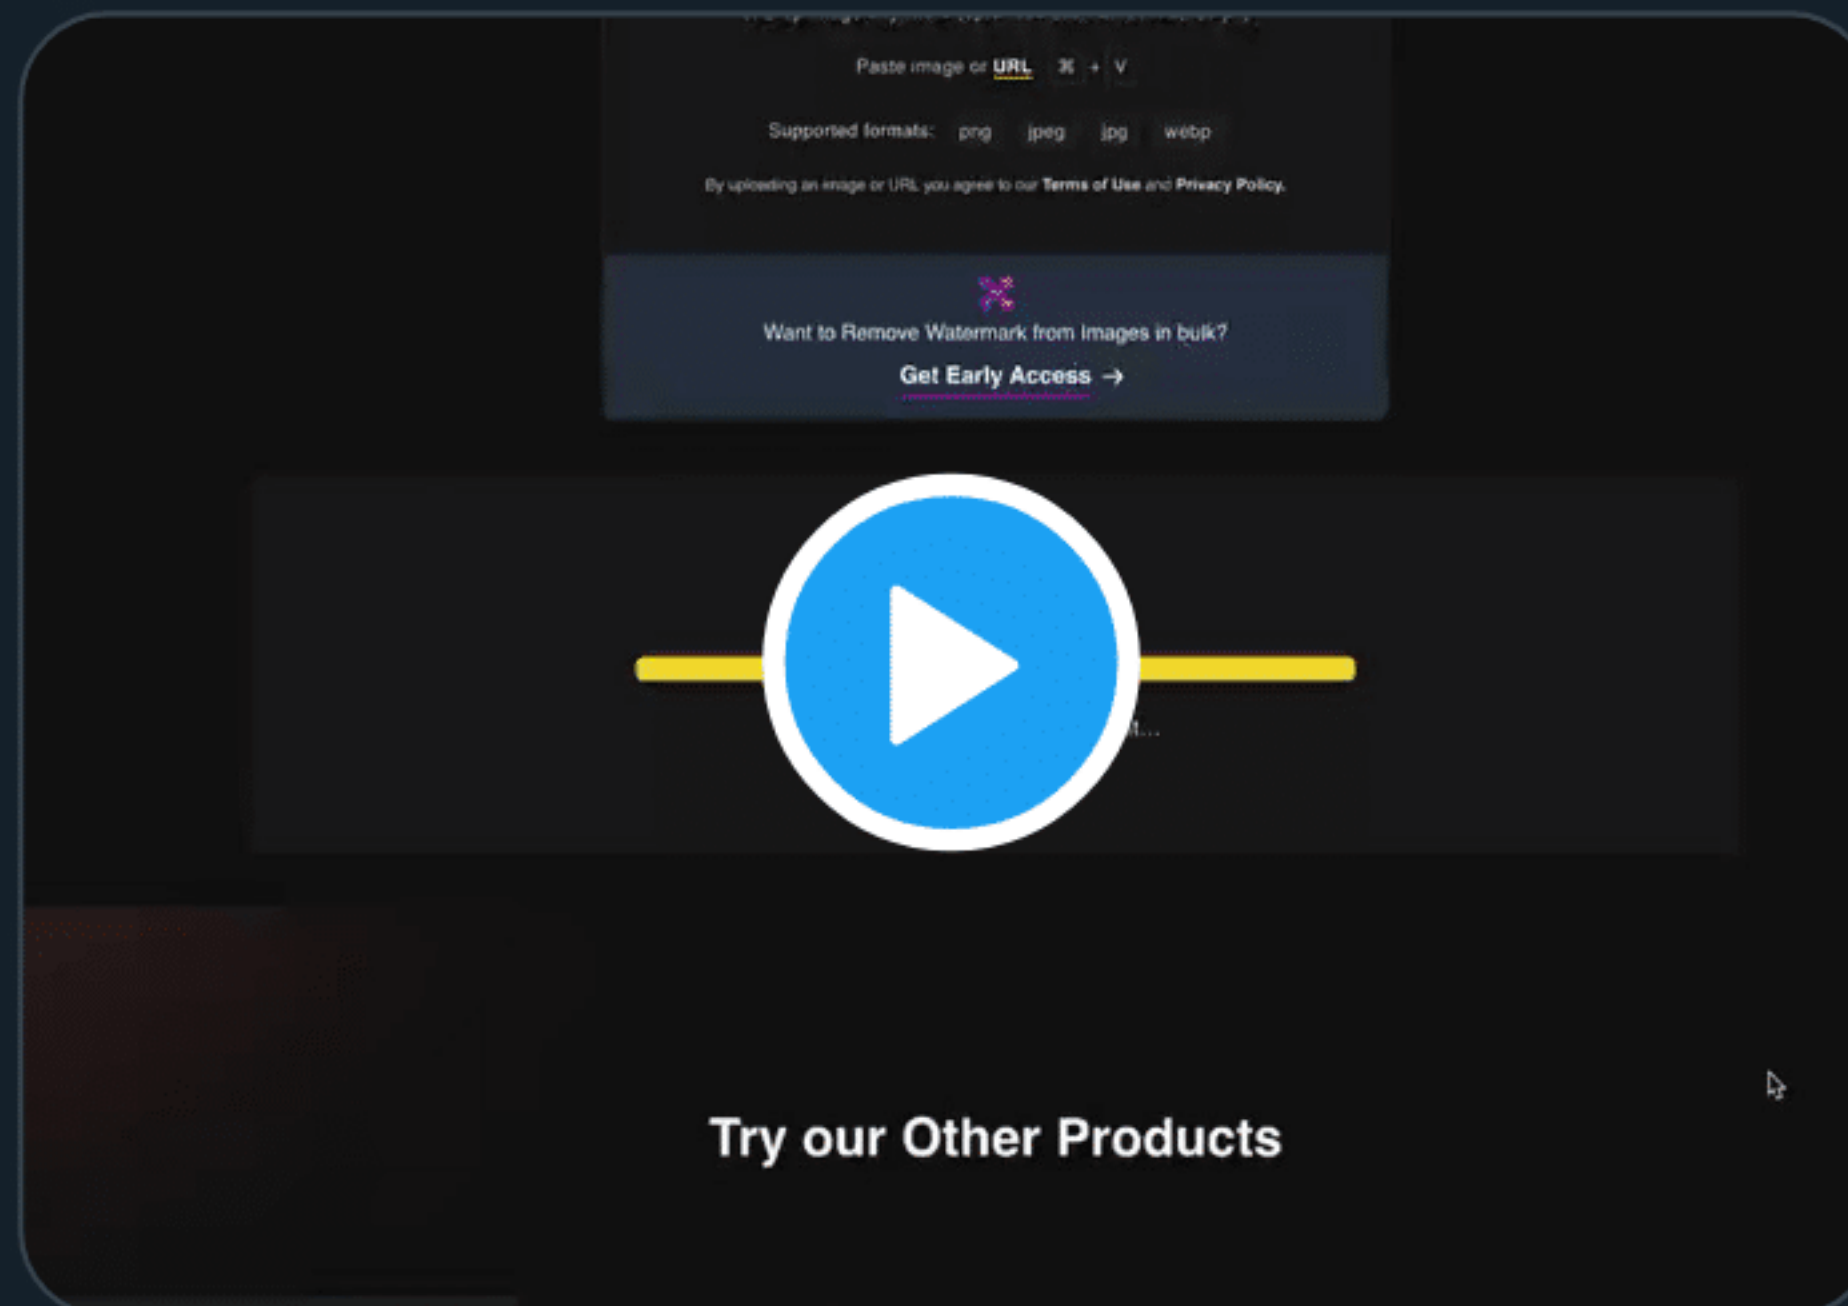 Paste image or URL ⌘ + V
Supported formats: png jpeg jpg webp
By uploading an image or URL you agree to our Terms of Use and Privacy Policy.
Want to Remove Watermark from Images in bulk?
Get Early Access →
Try our Other Products